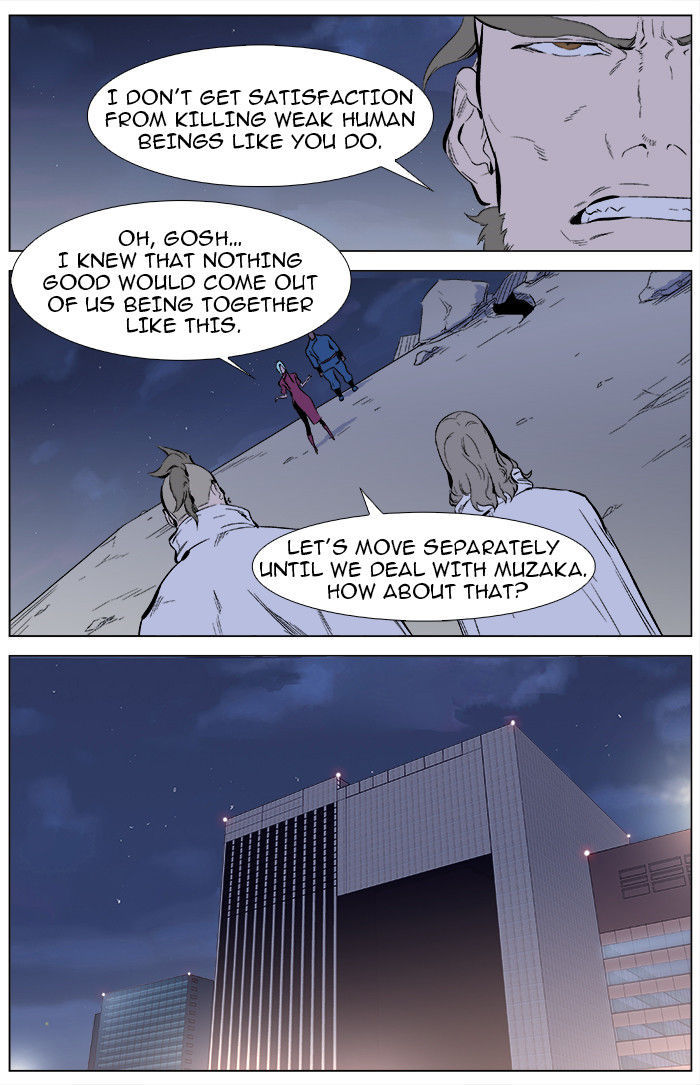 I DON'T GET SATISFACTION
FROM KILLING WEAK HUMAN
BEINGS LIKE YOU DO.
OH, GOSH...
I KNEW THAT NOTHING
GOOD WOULD COME OUT
OF US BEING TOGETHER
LIKE THIS.
LET'S MOVE SEPARATELY
UNTIL WE DEAL WITH MUZAKA.
HOW ABOUT THAT?